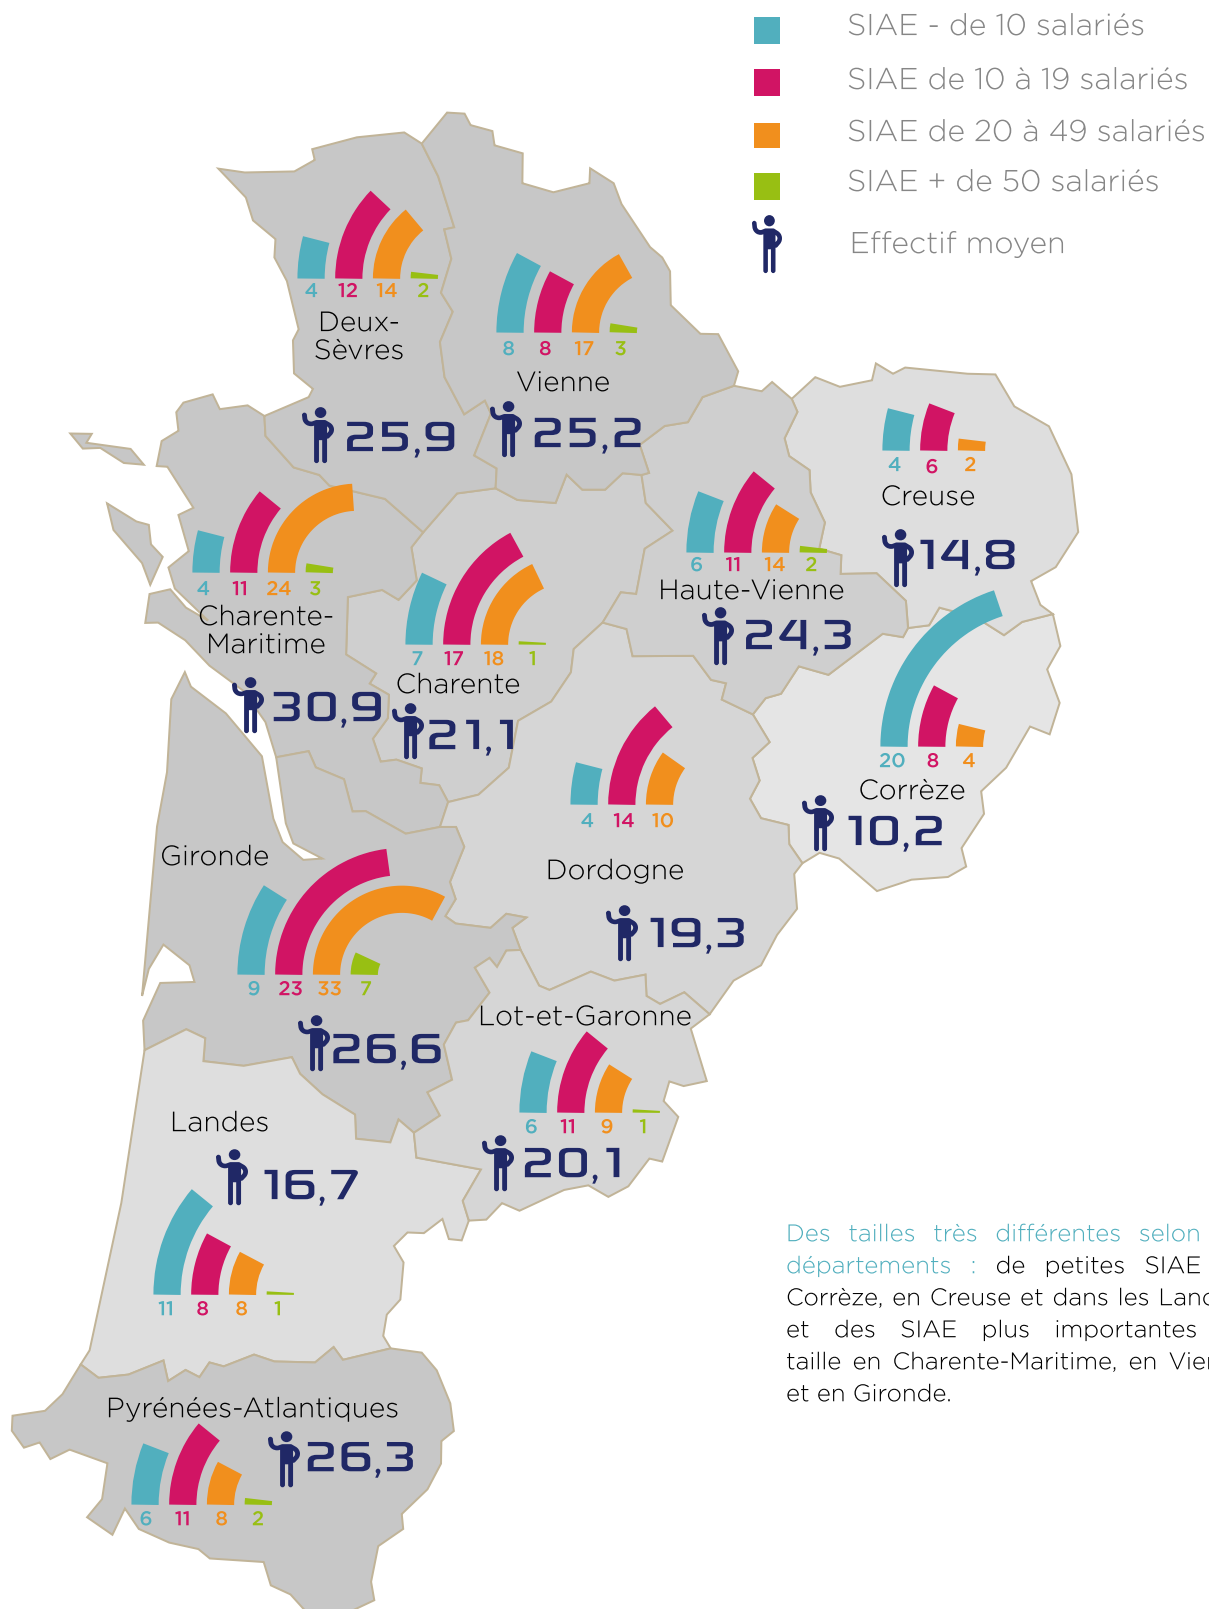 SIAE - de 10 salariés
SIAE de 10 à 19 salariés
SIAE de 20 à 49 salariés
SIAE + de 50 salariés
Effectif moyen
4 12 14 2
Deux-
Sèvres
25,9
8 8 17 3
Vienne
25,2
4 6 2
Creuse
14,8
4 11 24 3
Charente-
Maritime
30,9
7 17 18 1
Charente
21,1
6 11 14 2
Haute-Vienne
24,3
20 8 4
Corrèze
10,2
4 14 10
Dordogne
19,3
Gironde
9 23 33 7
26,6
Lot-et-Garonne
6 11 9 1
20,1
Landes
16,7
11 8 8 1
Pyrénées-Atlantiques
26,3
6 11 8 2
Des tailles très différentes selon
départements : de petites SIAE
Corrèze, en Creuse et dans les
et des SIAE plus importantes
taille en Charente-Maritime, en
et en Gironde.